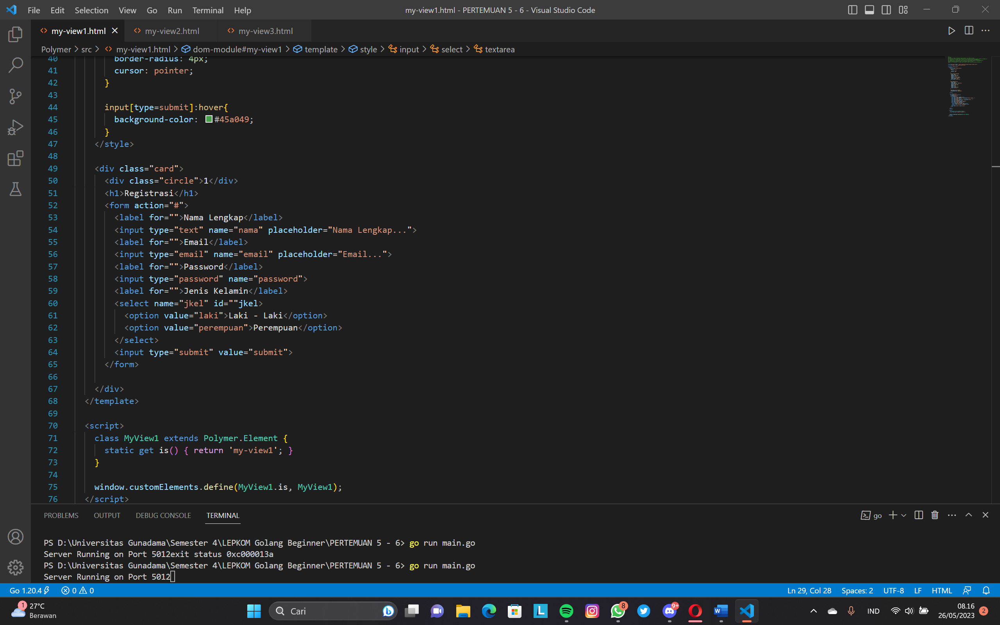 File Edit Selection View Go Run Terminal Help my-view1.html - PERTEMUAN 5 - 6 - Visual Studio Code
my-view1.html my-view2.html my-view3.html
Polymer > src > my-view1.html > dom-module#my-view1 > template > style > input > select > textarea
40 border-radius: 4px;
41 cursor: pointer;
42 }
43
44 input[type=submit]:hover{
45 background-color: #45a049;
46 }
47 </style>
48
49 <div class="card">
50 <div class="circle">1</div>
51 <h1>Registrasi</h1>
52 <form action="#">
53 <label for="">Nama Lengkap</label>
54 <input type="text" name="nama" placeholder="Nama Lengkap...">
55 <label for="">Email</label>
56 <input type="email" name="email" placeholder="Email...">
57 <label for="">Password</label>
58 <input type="password" name="password">
59 <label for="">Jenis Kelamin</label>
60 <select name="jkel" id=""jkel>
61 <option value="laki">Laki - Laki</option>
62 <option value="perempuan">Perempuan</option>
63 </select>
64 <input type="submit" value="submit">
65 </form>
66
67 </div>
68 </template>
69
70 <script>
71 class MyView1 extends Polymer.Element {
72 static get is() { return 'my-view1'; }
73 }
74
75 window.customElements.define(MyView1.is, MyView1);
76 </script>
PROBLEMS OUTPUT DEBUG CONSOLE TERMINAL go
PS D:\Universitas Gunadama\Semester 4\LEPKOM Golang Beginner\PERTEMUAN 5 - 6> go run main.go
Server Running on Port 5012exit status 0xc000013a
PS D:\Universitas Gunadama\Semester 4\LEPKOM Golang Beginner\PERTEMUAN 5 - 6> go run main.go
Server Running on Port 5012
Go 1.20.4 0 0 Ln 29, Col 28 Spaces: 2 UTF-8 LF HTML
1 27°C
Berawan
Cari
8
9+
IND
08.16
26/05/2023
2